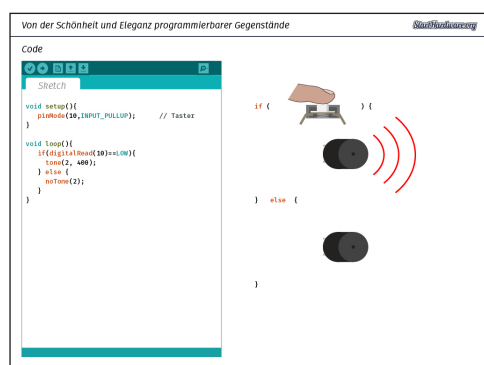 Von der Schönheit und Eleganz programmierbarer Gegenstände
StartHardware.org
Code
Sketch
void setup(){
pinMode(10,INPUT_PULLUP); // Taster
}
void loop(){
if(digitalRead(10)==LOW){
tone(2, 400);
} else {
noTone(2);
}
}
if ( ) {
} else {
}